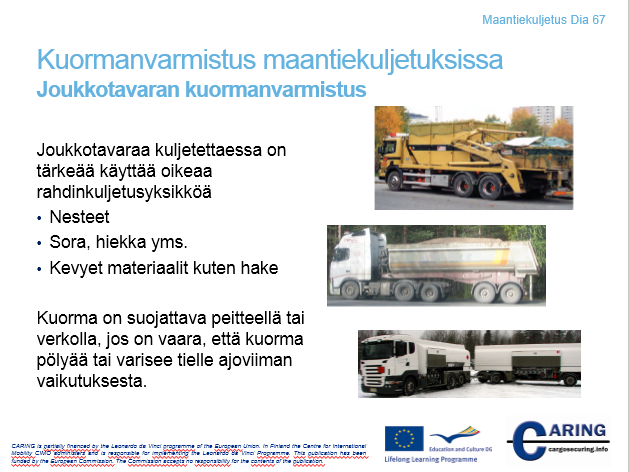 Maantiekuljetus Dia 67
Kuormanvarmistus maantiekuljetuksissa
Joukkotavaran kuormanvarmistus
Joukkotavaraa kuljetettaessa on
tärkeää käyttää oikeaa
rahdinkuljetusyksikköä
• Nesteet
• Sora, hiekka yms.
• Kevyet materiaalit kuten hake
Kuorma on suojattava peitteellä tai
verkolla, jos on vaara, että kuorma
pölyää tai varisee tielle ajoviiman
vaikutuksesta.
CARING is partially financed by the Leonardo da Vinci programme of the European Union. In Finland the Centre for International
Mobility CIMO administers and is responsible for implementing the Leonardo da Vinci Programme. This publication has been
funded by the European Commission. The Commission accepts no responsibility for the contents of the publication.
Education and Culture DG
Lifelong Learning Programme
CARING
cargosecuring.info